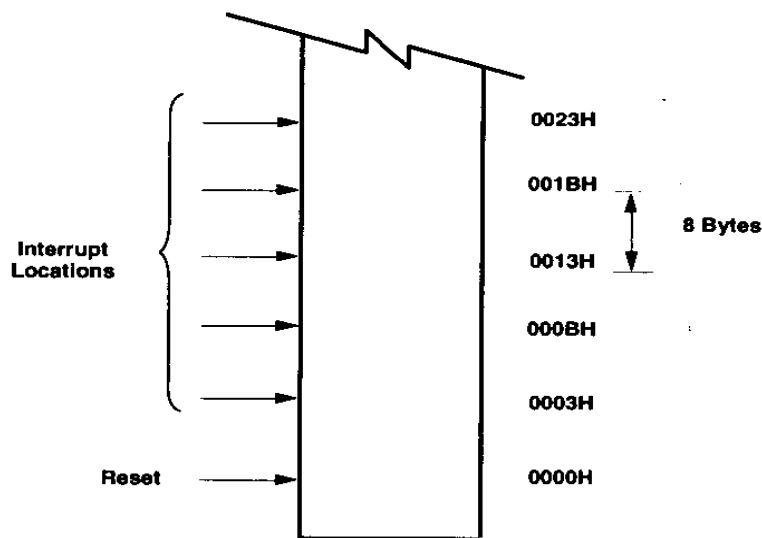 0023H
001BH
8 Bytes
Interrupt
Locations
0013H
000BH
0003H
Reset
0000H